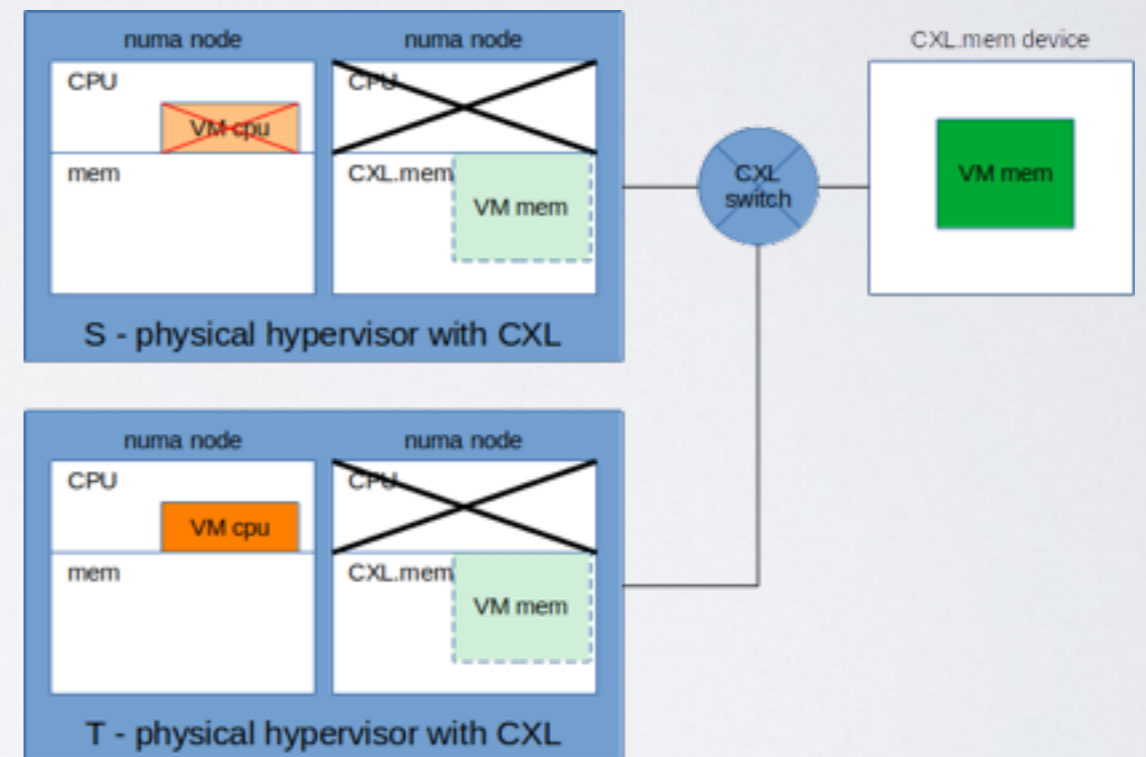 numa node
numa node
CPU
VM cpu
mem
CPU
CXL.mem
VM mem
S - physical hypervisor with CXL
CXL
switch
CXL.mem device
VM mem
numa node
numa node
CPU
VM cpu
mem
CPU
CXL.mem
VM mem
T - physical hypervisor with CXL